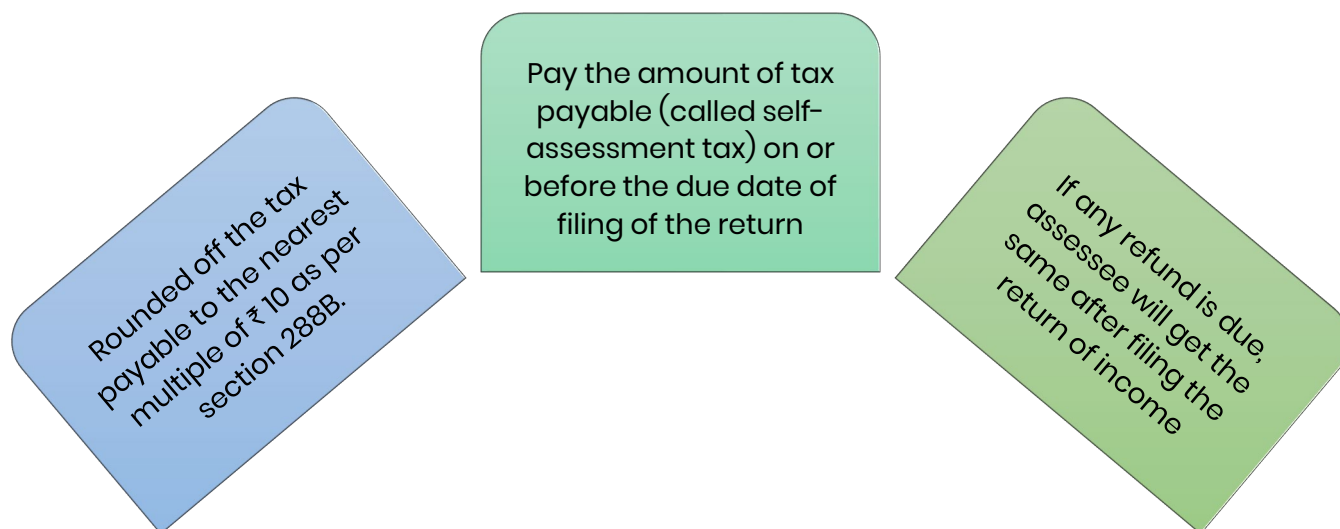 Rounded off the tax
payable to the nearest
multiple of ₹ 10 as per
section 288B.
Pay the amount of tax
payable (called self-
assessment tax) on or
before the due date of
filing of the return
If any refund is due,
assessee will get the
same after filing the
return of income